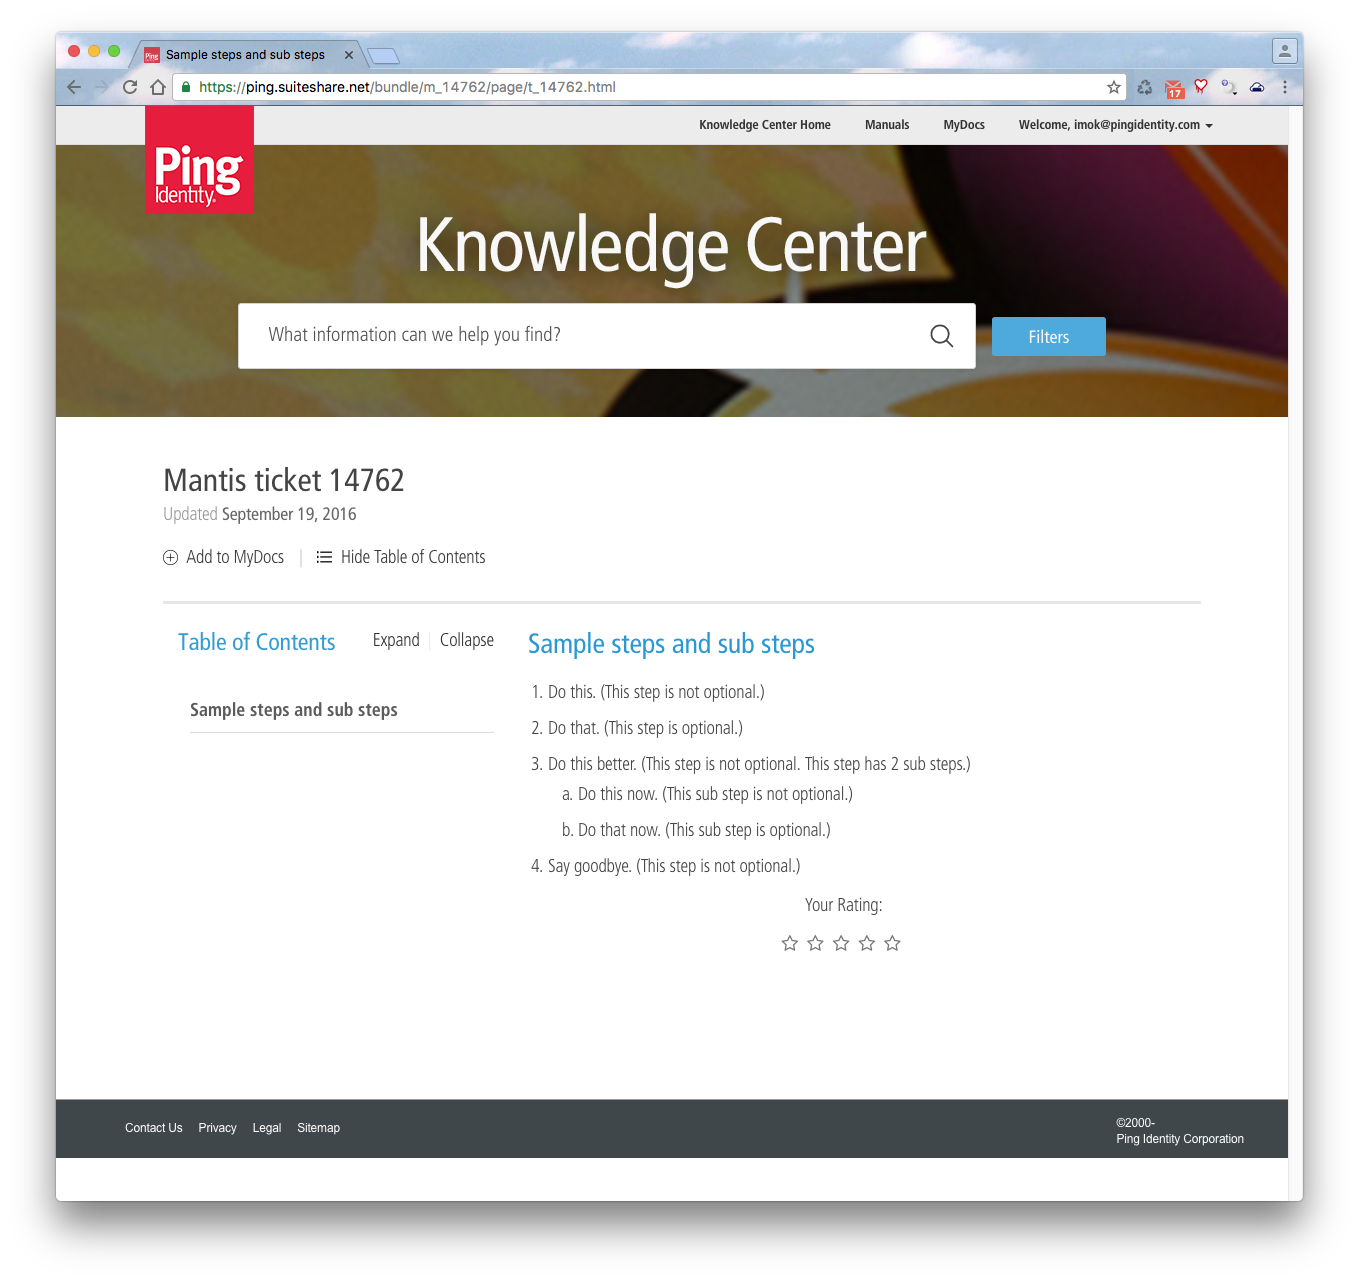 Ping
Sample steps and sub steps
https://ping.suiteshare.net/bundle/m_14762/page/t_14762.html
17
Knowledge Center Home Manuals MyDocs Welcome, imok@pingidentity.com
Ping
Identity.
Knowledge Center
What information can we help you find?
Filters
Mantis ticket 14762
Updated September 19, 2016
Add to MyDocs | Hide Table of Contents
Table of Contents Expand | Collapse
Sample steps and sub steps
Sample steps and sub steps
1. Do this. (This step is not optional.)
2. Do that. (This step is optional.)
3. Do this better. (This step is not optional. This step has 2 sub steps.)
a. Do this now. (This sub step is not optional.)
b. Do that now. (This sub step is optional.)
4. Say goodbye. (This step is not optional.)
Your Rating:
Contact Us Privacy Legal Sitemap
©2000-
Ping Identity Corporation